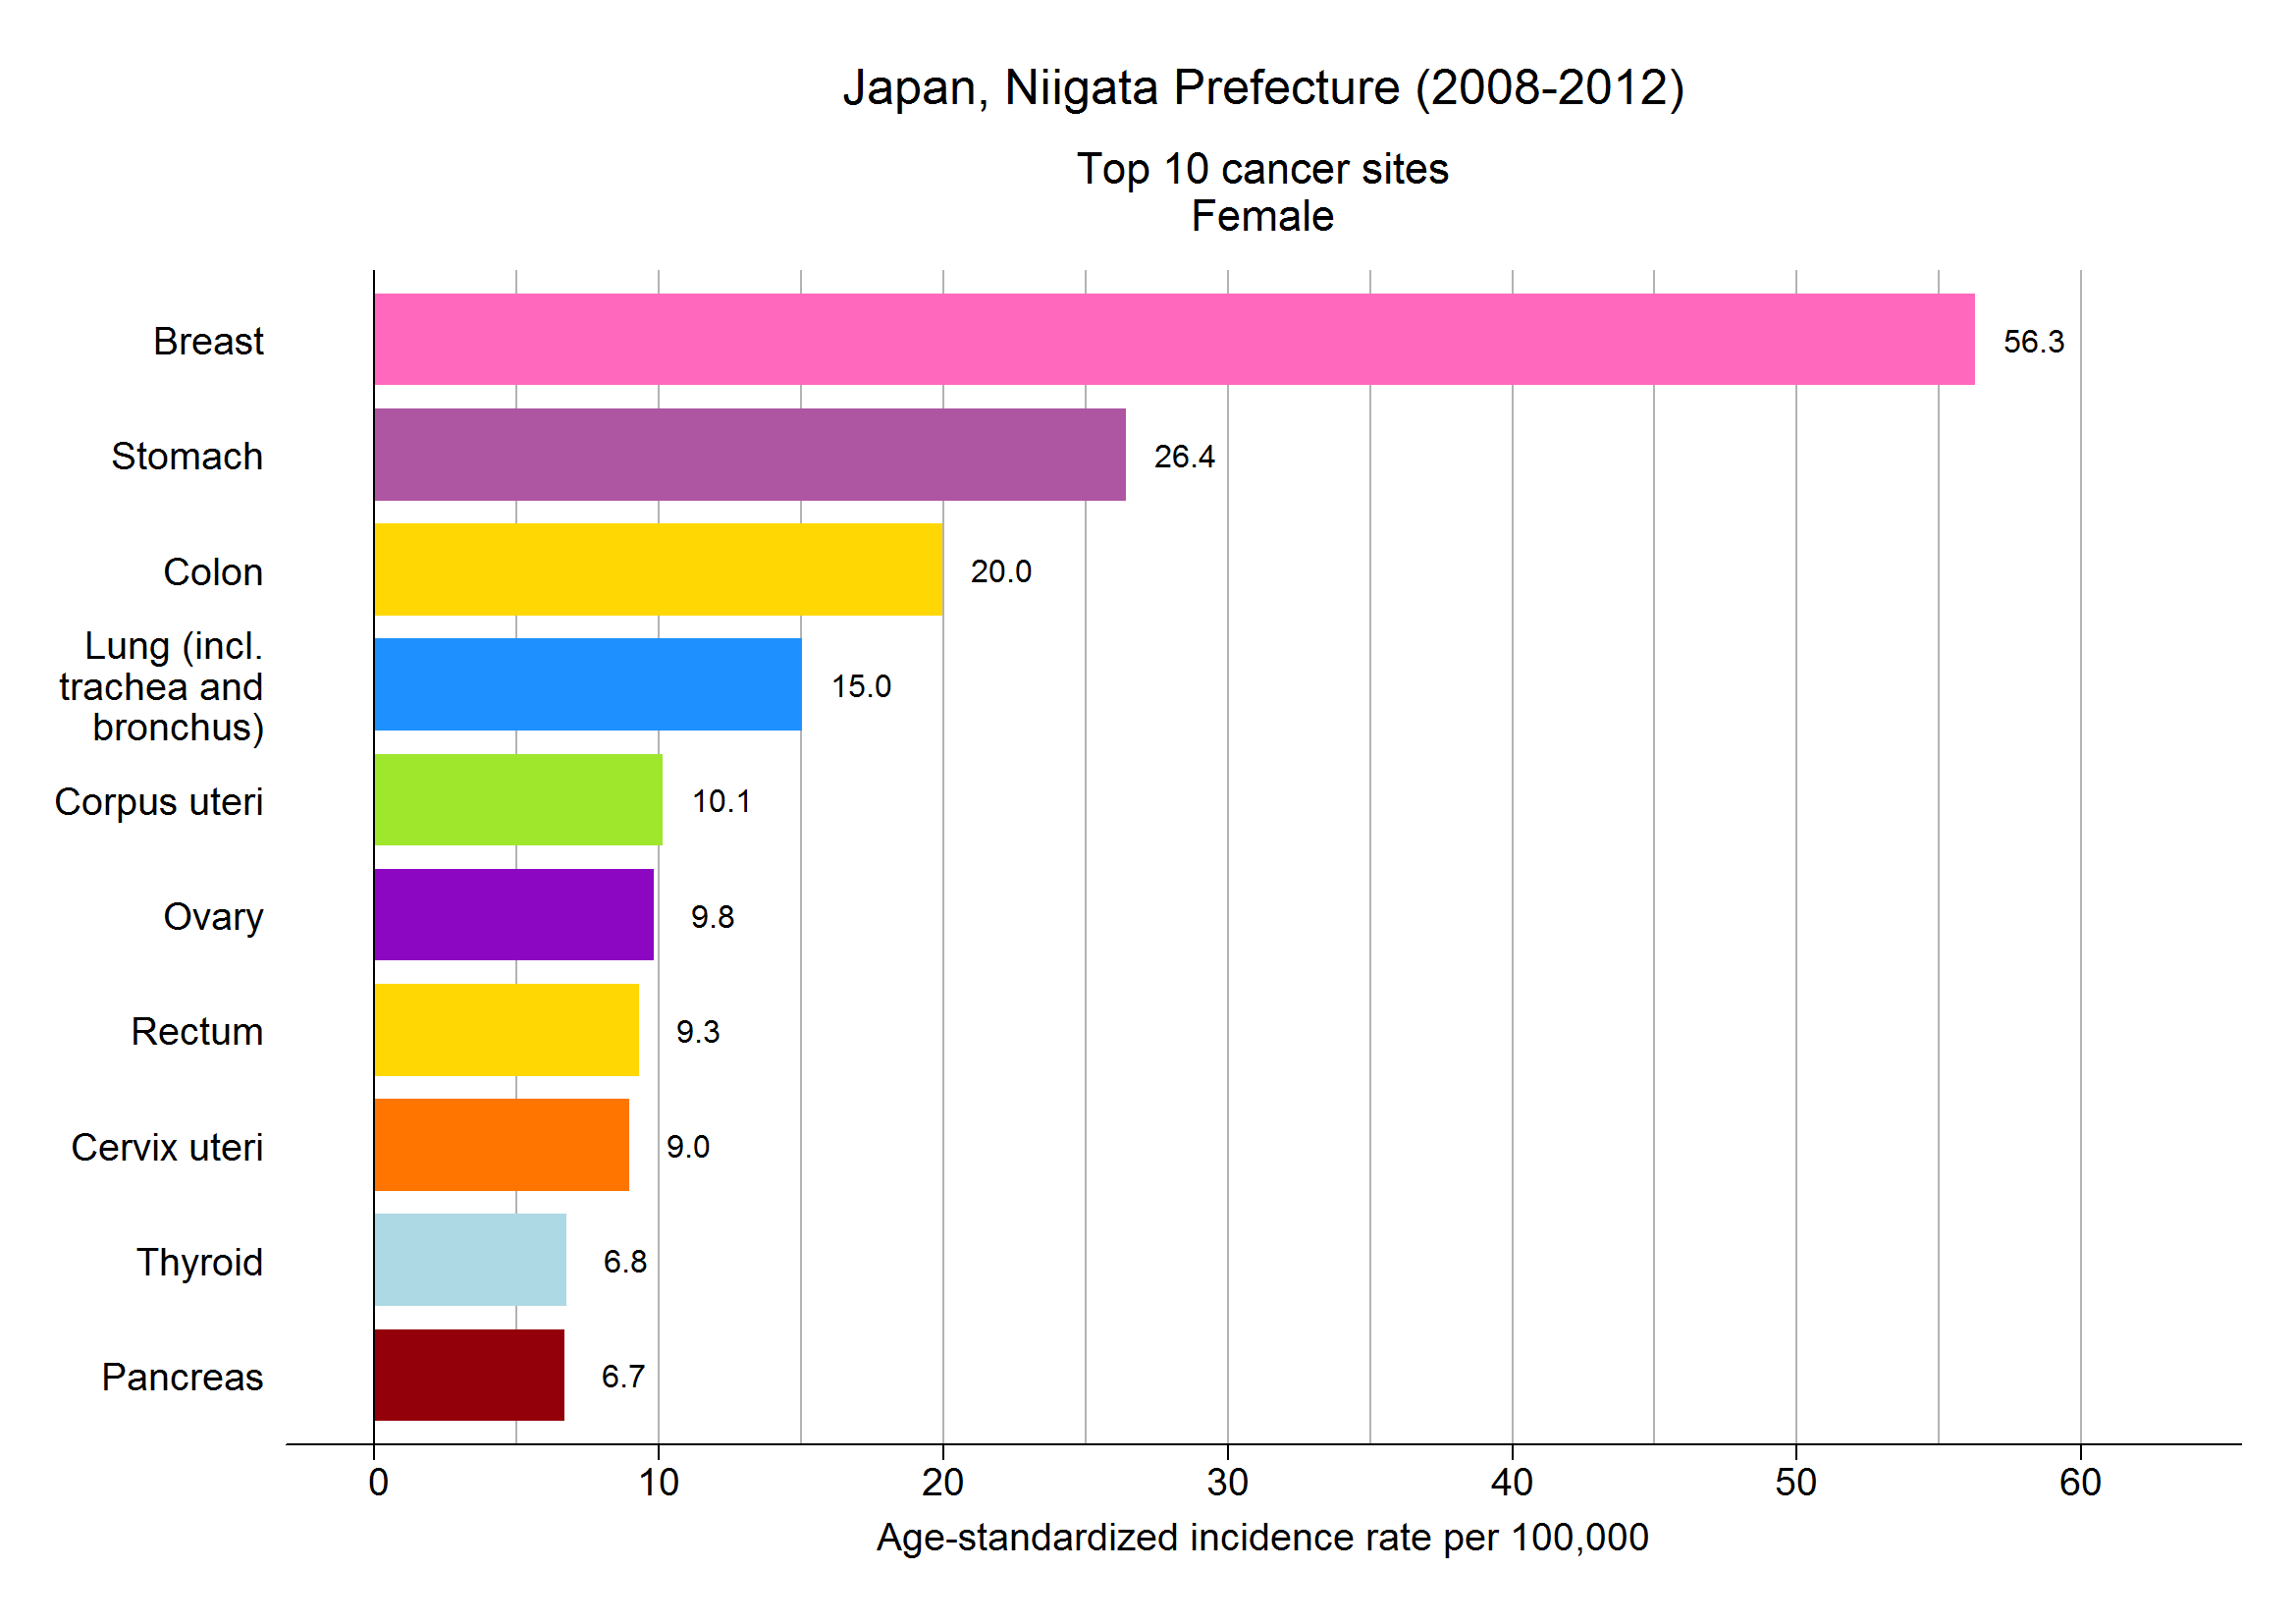 Japan, Niigata Prefecture (2008-2012)
Top 10 cancer sites
Female
Breast
56.3
Stomach
26.4
Colon
20.0
Lung (incl.
trachea and
bronchus)
15.0
Corpus uteri
10.1
Ovary
9.8
Rectum
9.3
Cervix uteri
9.0
Thyroid
6.8
Pancreas
6.7
0 10 20 30 40 50 60
Age-standardized incidence rate per 100,000